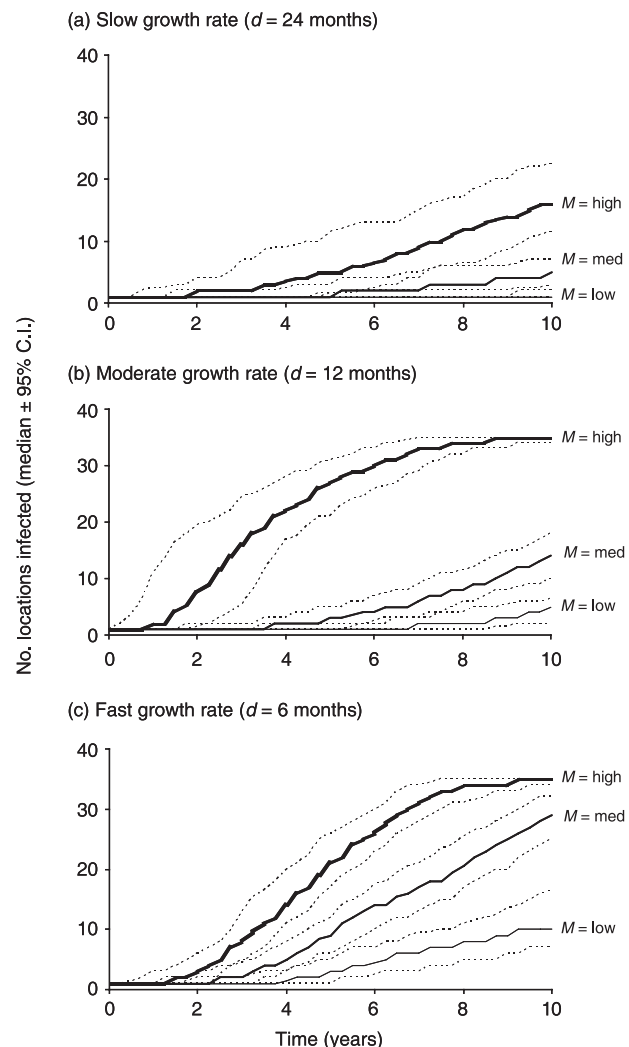 (a) Slow growth rate (d = 24 months)
40
30
20
10
0
M = high
M = med
M = low
0 2 4 6 8 10
No. locations infected (median ± 95% C.I.)
(b) Moderate growth rate (d = 12 months)
40
30
20
10
0
M = high
M = med
M = low
0 2 4 6 8 10
(c) Fast growth rate (d = 6 months)
40
30
20
10
0
M = high
M = med
M = low
0 2 4 6 8 10
Time (years)